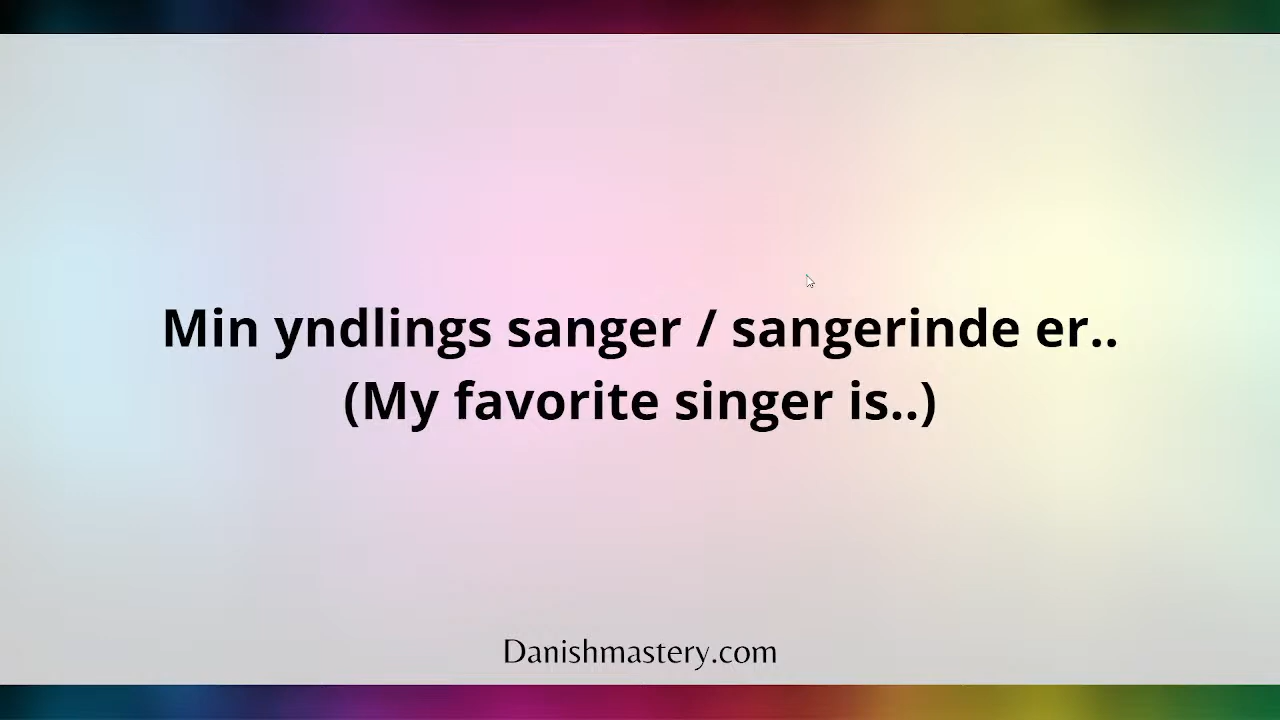 Min yndlings sanger / sangerinde er..
(My favorite singer is..)
Danishmastery.com